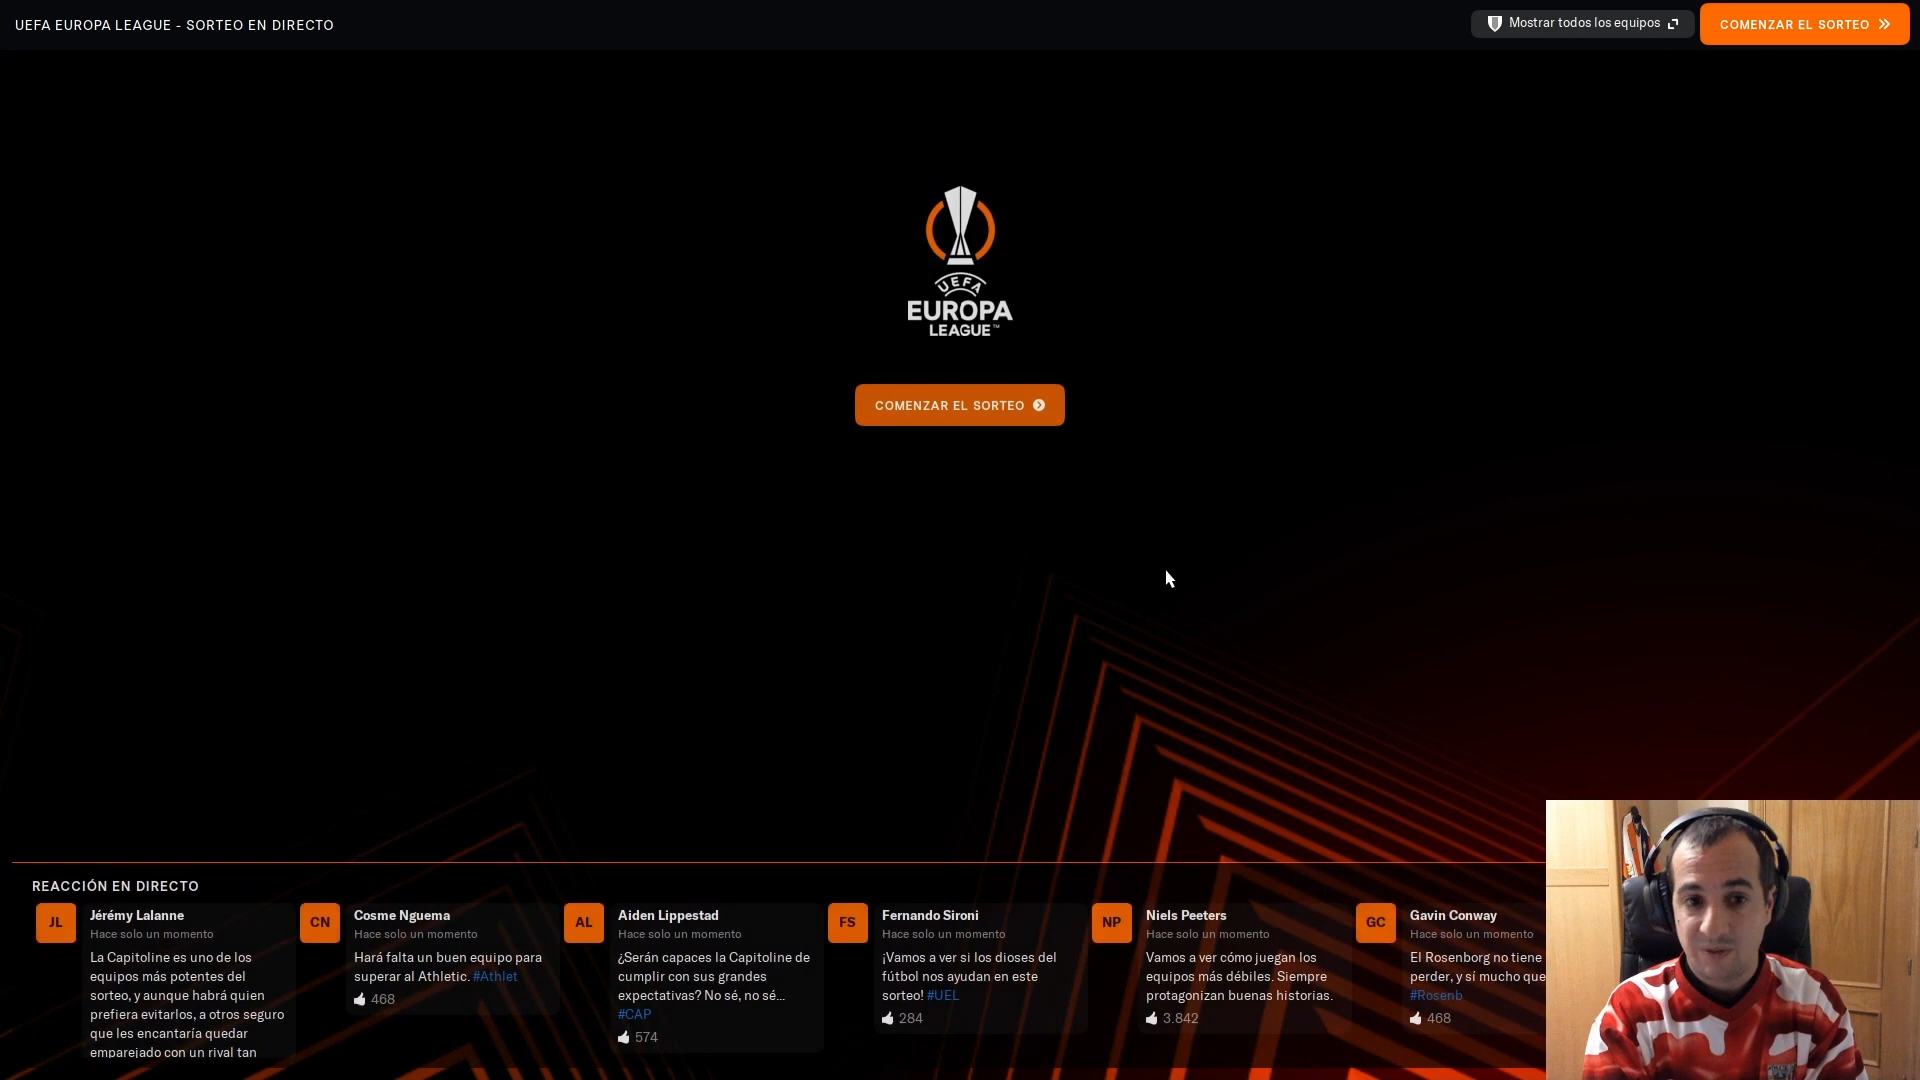 UEFA EUROPA LEAGUE - SORTEO EN DIRECTO
Mostrar todos los equipos
COMENZAR EL SORTEO
UEFA
EUROPA
LEAGUE™
COMENZAR EL SORTEO
REACCIÓN EN DIRECTO
JL
Jérémy Lalanne
Hace solo un momento
La Capitoline es uno de los
equipos más potentes del
sorteo, y aunque habrá quien
prefiera evitarlos, a otros seguro
que les encantaría quedar
emparejado con un rival tan
CN
Cosme Nguema
Hace solo un momento
Hará falta un buen equipo para
superar al Athletic. #Athlet
468
AL
Aiden Lippestad
Hace solo un momento
¿Serán capaces la Capitoline de
cumplir con sus grandes
expectativas? No sé, no sé...
#CAP
574
FS
Fernando Sironi
Hace solo un momento
¡Vamos a ver si los dioses del
fútbol nos ayudan en este
sorteo! #UEL
284
NP
Niels Peeters
Hace solo un momento
Vamos a ver cómo juegan los
equipos más débiles. Siempre
protagonizan buenas historias.
3.842
GC
Gavin Conway
Hace solo un momento
El Rosenborg no tiene
perder, y sí mucho que
#Rosenb
468